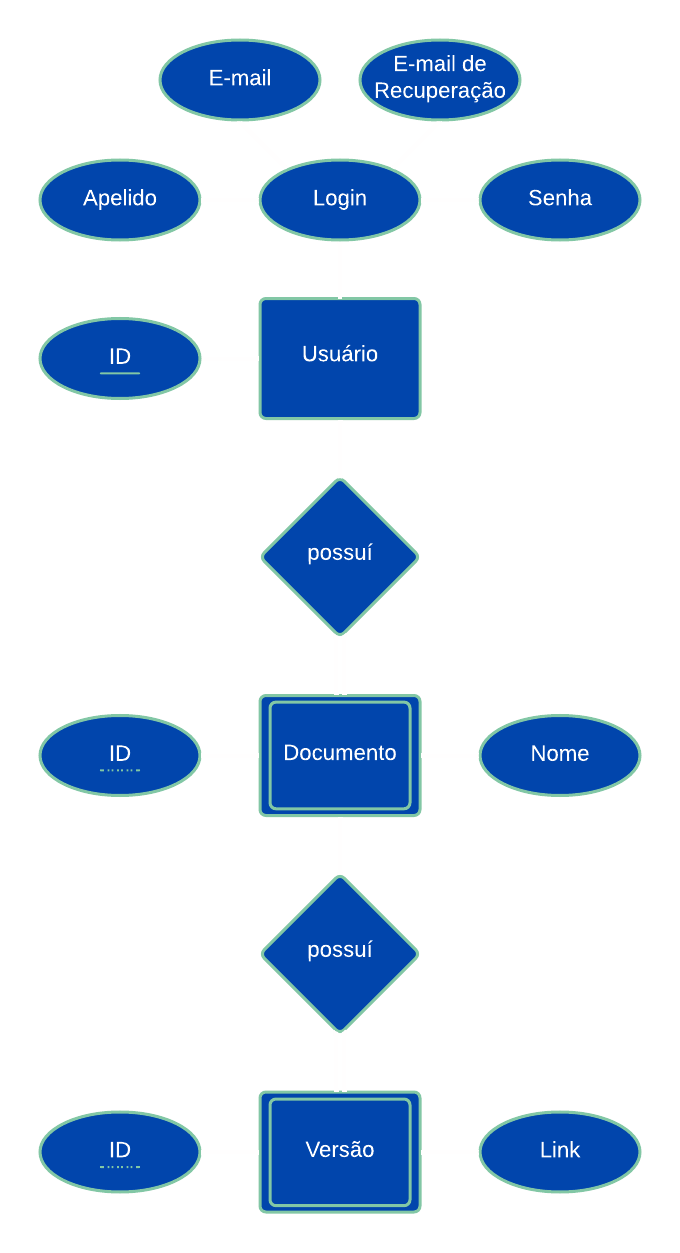 E-mail
E-mail de
Recuperação
Apelido
Login
Senha
ID
Usuário
possuí
ID
Documento
Nome
possuí
ID
Versão
Link